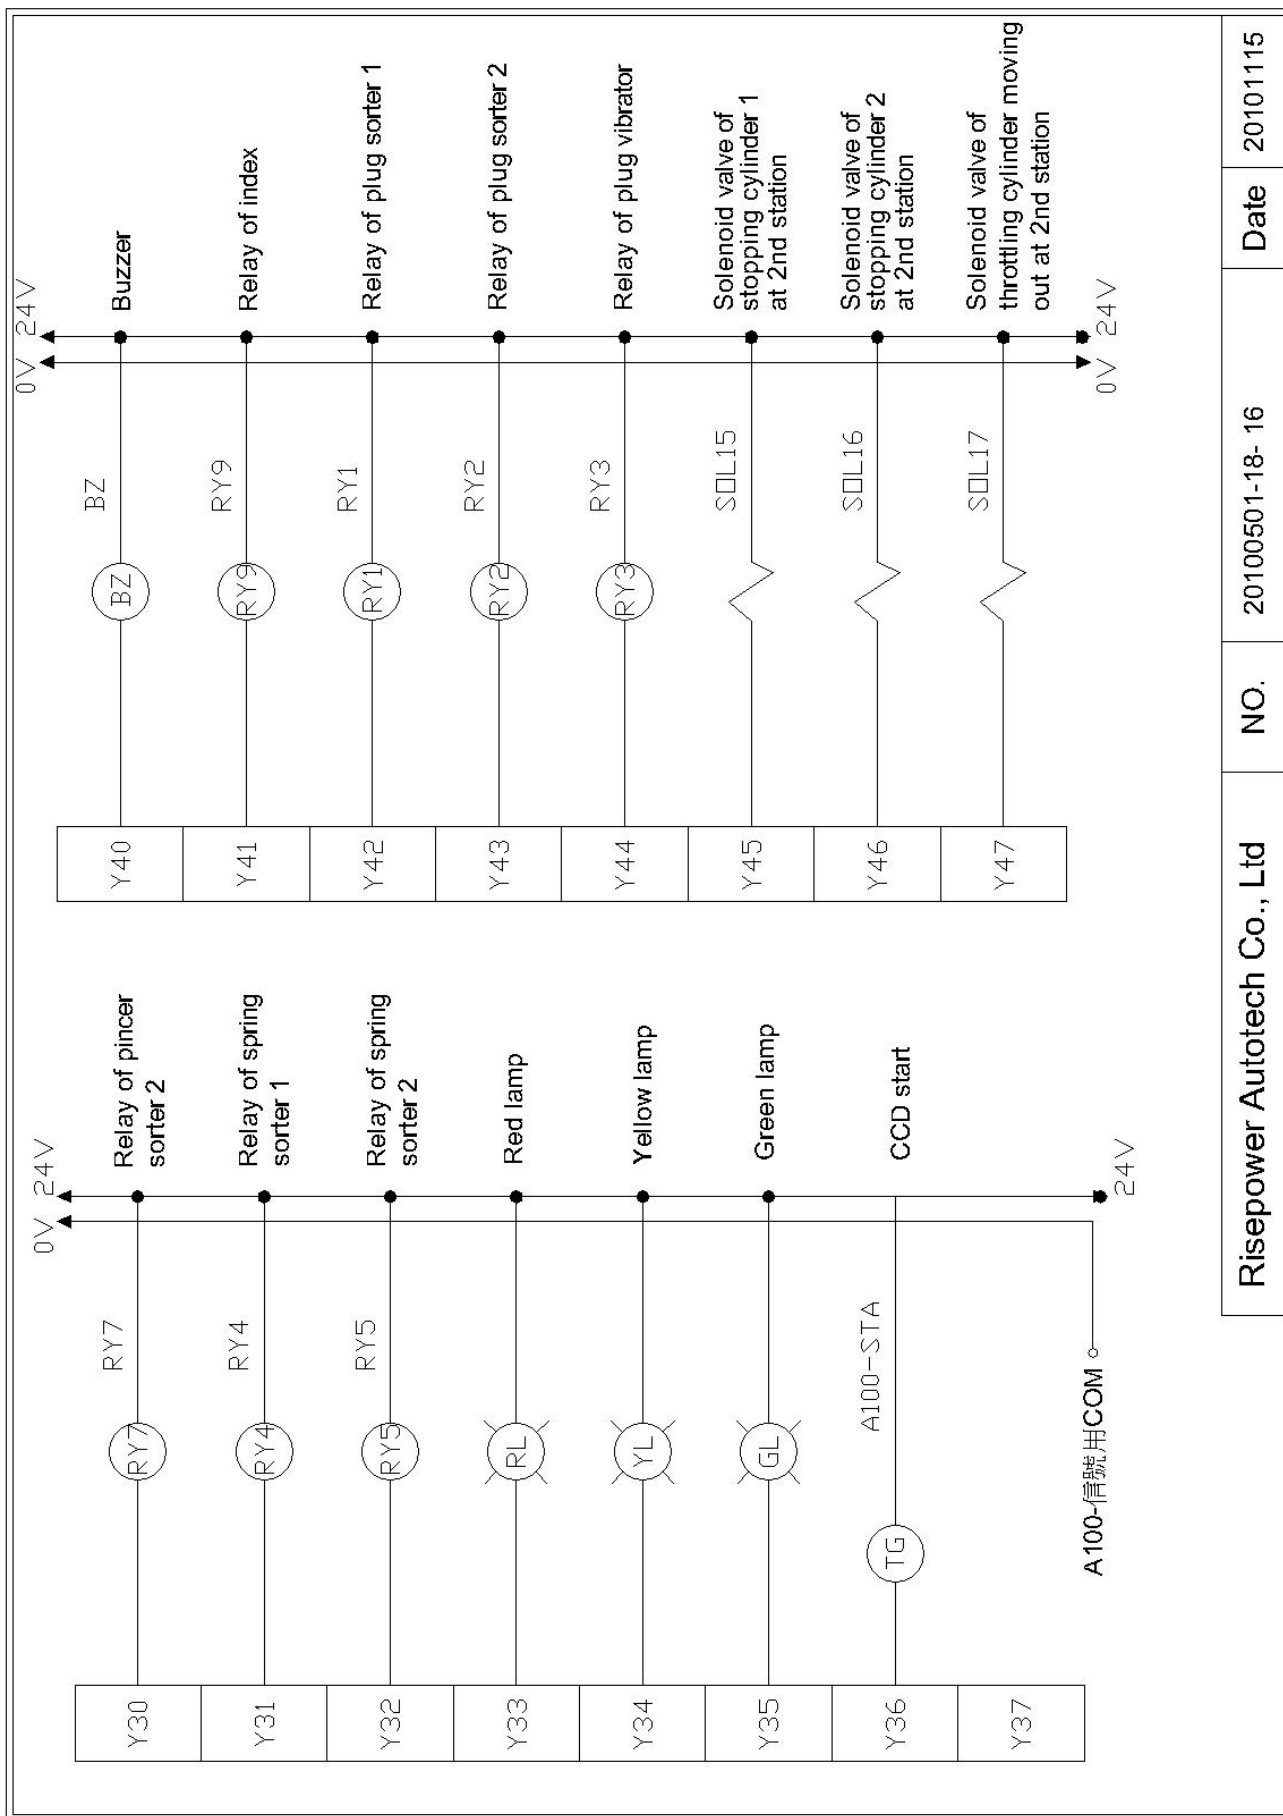 0V 24V
Y30
RY7
RY7
Relay of pincer
sorter 2
Y31
RY4
RY4
Relay of spring
sorter 1
Y32
RY5
RY5
Relay of spring
sorter 2
Y33
RL
Red lamp
Y34
YL
Yellow lamp
Y35
GL
Green lamp
Y36
TG
A100-STA
CCD start
Y37
A100-信號用COM
24V
0V 24V
Y40
BZ
BZ
Buzzer
Y41
RY9
RY9
Relay of index
Y42
RY1
RY1
Relay of plug sorter 1
Y43
RY2
RY2
Relay of plug sorter 2
Y44
RY3
RY3
Relay of plug vibrator
Y45
SOL15
Solenoid valve of
stopping cylinder 1
at 2nd station
Y46
SOL16
Solenoid valve of
stopping cylinder 2
at 2nd station
Y47
SOL17
Solenoid valve of
throttling cylinder moving
out at 2nd station
0V 24V
Risepower Autotech Co., Ltd NO. 20100501-18- 16 Date 20101115